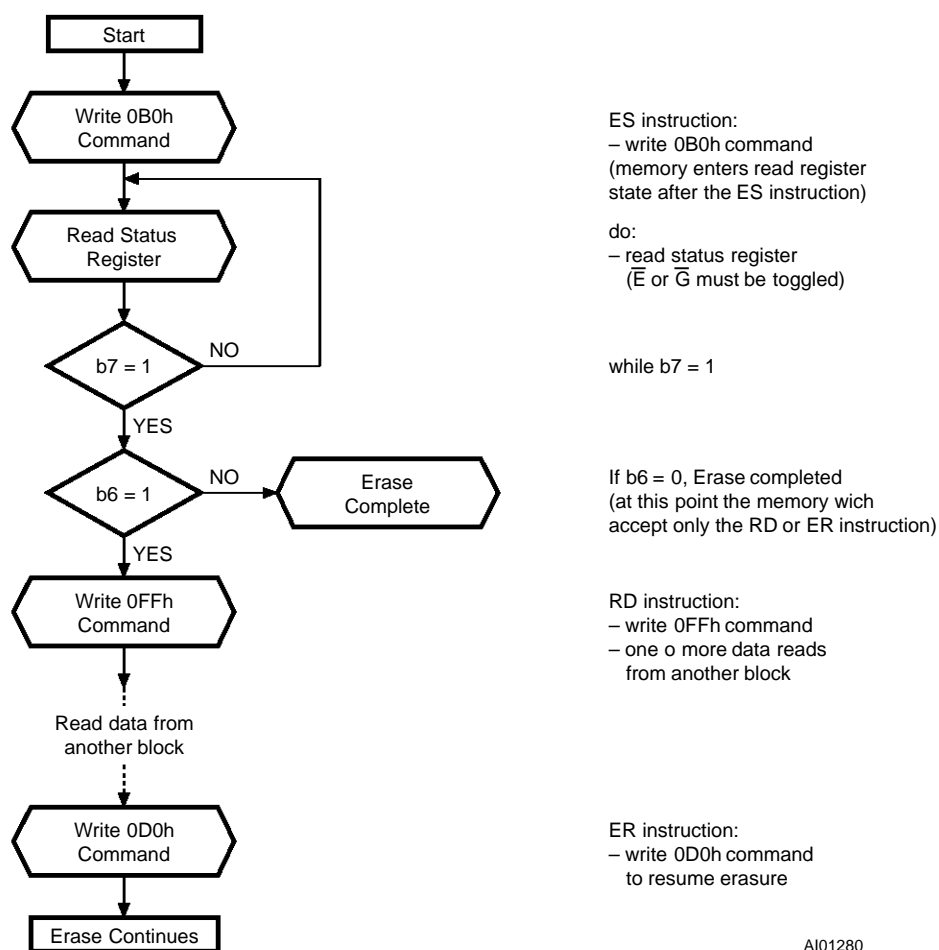 Start
Write 0B0h
Command
Read Status
Register
b7 = 1
NO
YES
b6 = 1
NO
Erase
Complete
YES
Write 0FFh
Command
Read data from
another block
Write 0D0h
Command
Erase Continues
ES instruction:
– write 0B0h command
(memory enters read register
state after the ES instruction)
do:
– read status register
(E̅ or G̅ must be toggled)
while b7 = 1
If b6 = 0, Erase completed
(at this point the memory wich
accept only the RD or ER instruction)
RD instruction:
– write 0FFh command
– one o more data reads
from another block
ER instruction:
– write 0D0h command
to resume erasure
AI01280